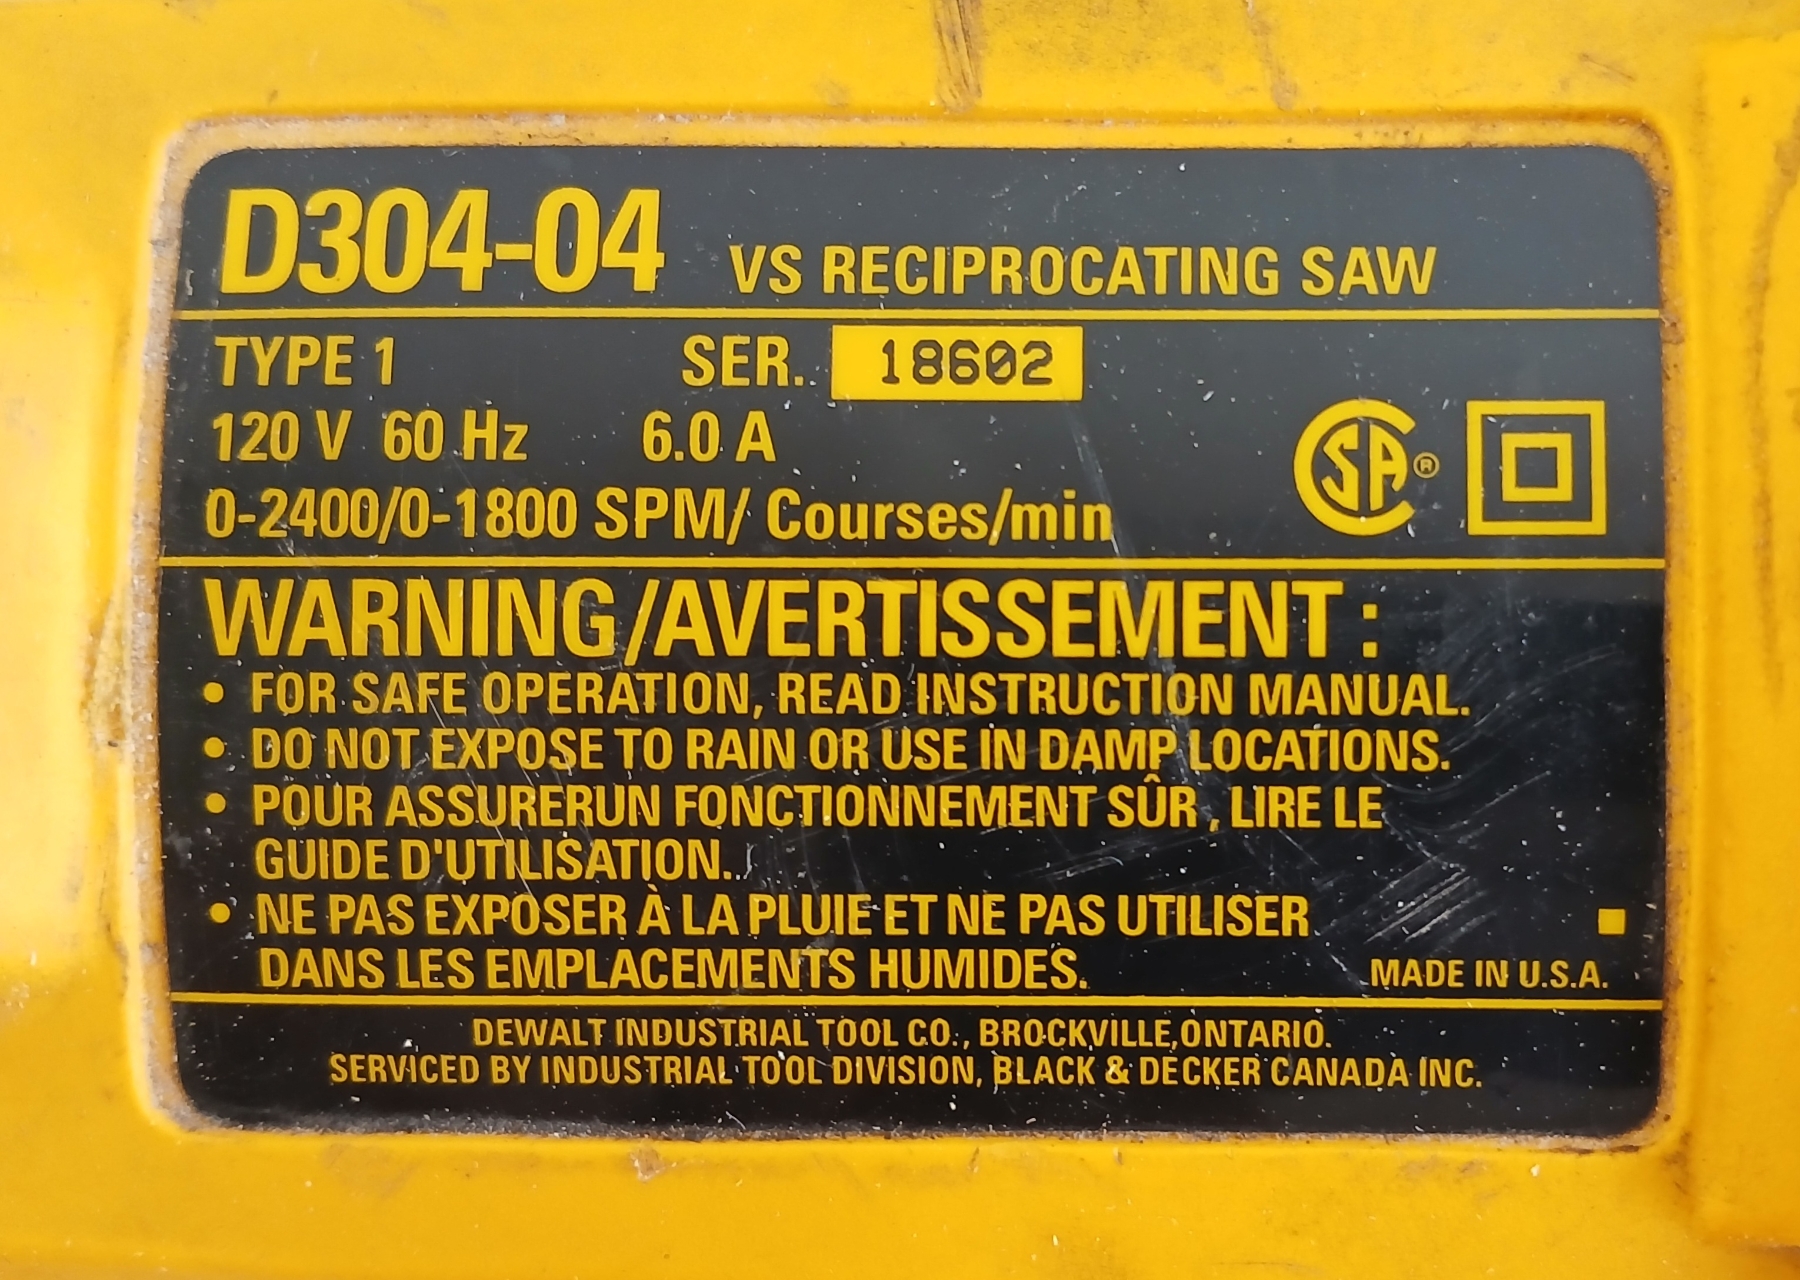 D304-04 VS RECIPROCATING SAW
TYPE 1 SER. 18602
120 V 60 Hz 6.0 A
0-2400/0-1800 SPM/ Courses/min
SA ®
WARNING/AVERTISSEMENT :
• FOR SAFE OPERATION, READ INSTRUCTION MANUAL.
• DO NOT EXPOSE TO RAIN OR USE IN DAMP LOCATIONS.
• POUR ASSURERUN FONCTIONNEMENT SÛR, LIRE LE
GUIDE D'UTILISATION.
• NE PAS EXPOSER À LA PLUIE ET NE PAS UTILISER
DANS LES EMPLACEMENTS HUMIDES.
MADE IN U.S.A.
DEWALT INDUSTRIAL TOOL CO., BROCKVILLE,ONTARIO.
SERVICED BY INDUSTRIAL TOOL DIVISION, BLACK & DECKER CANADA INC.